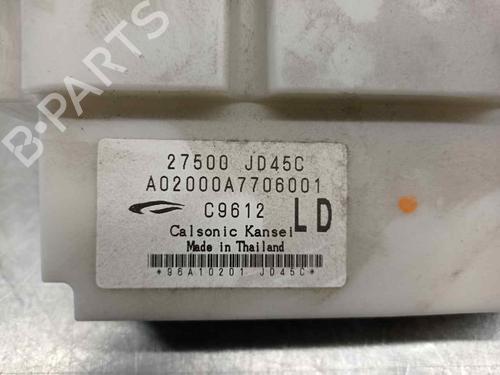 B-PARTS
27500 JD45C
A02000A7706001
C9612 LD
Calsonic Kansei
Made in Thailand
*96A10201 JD45C*